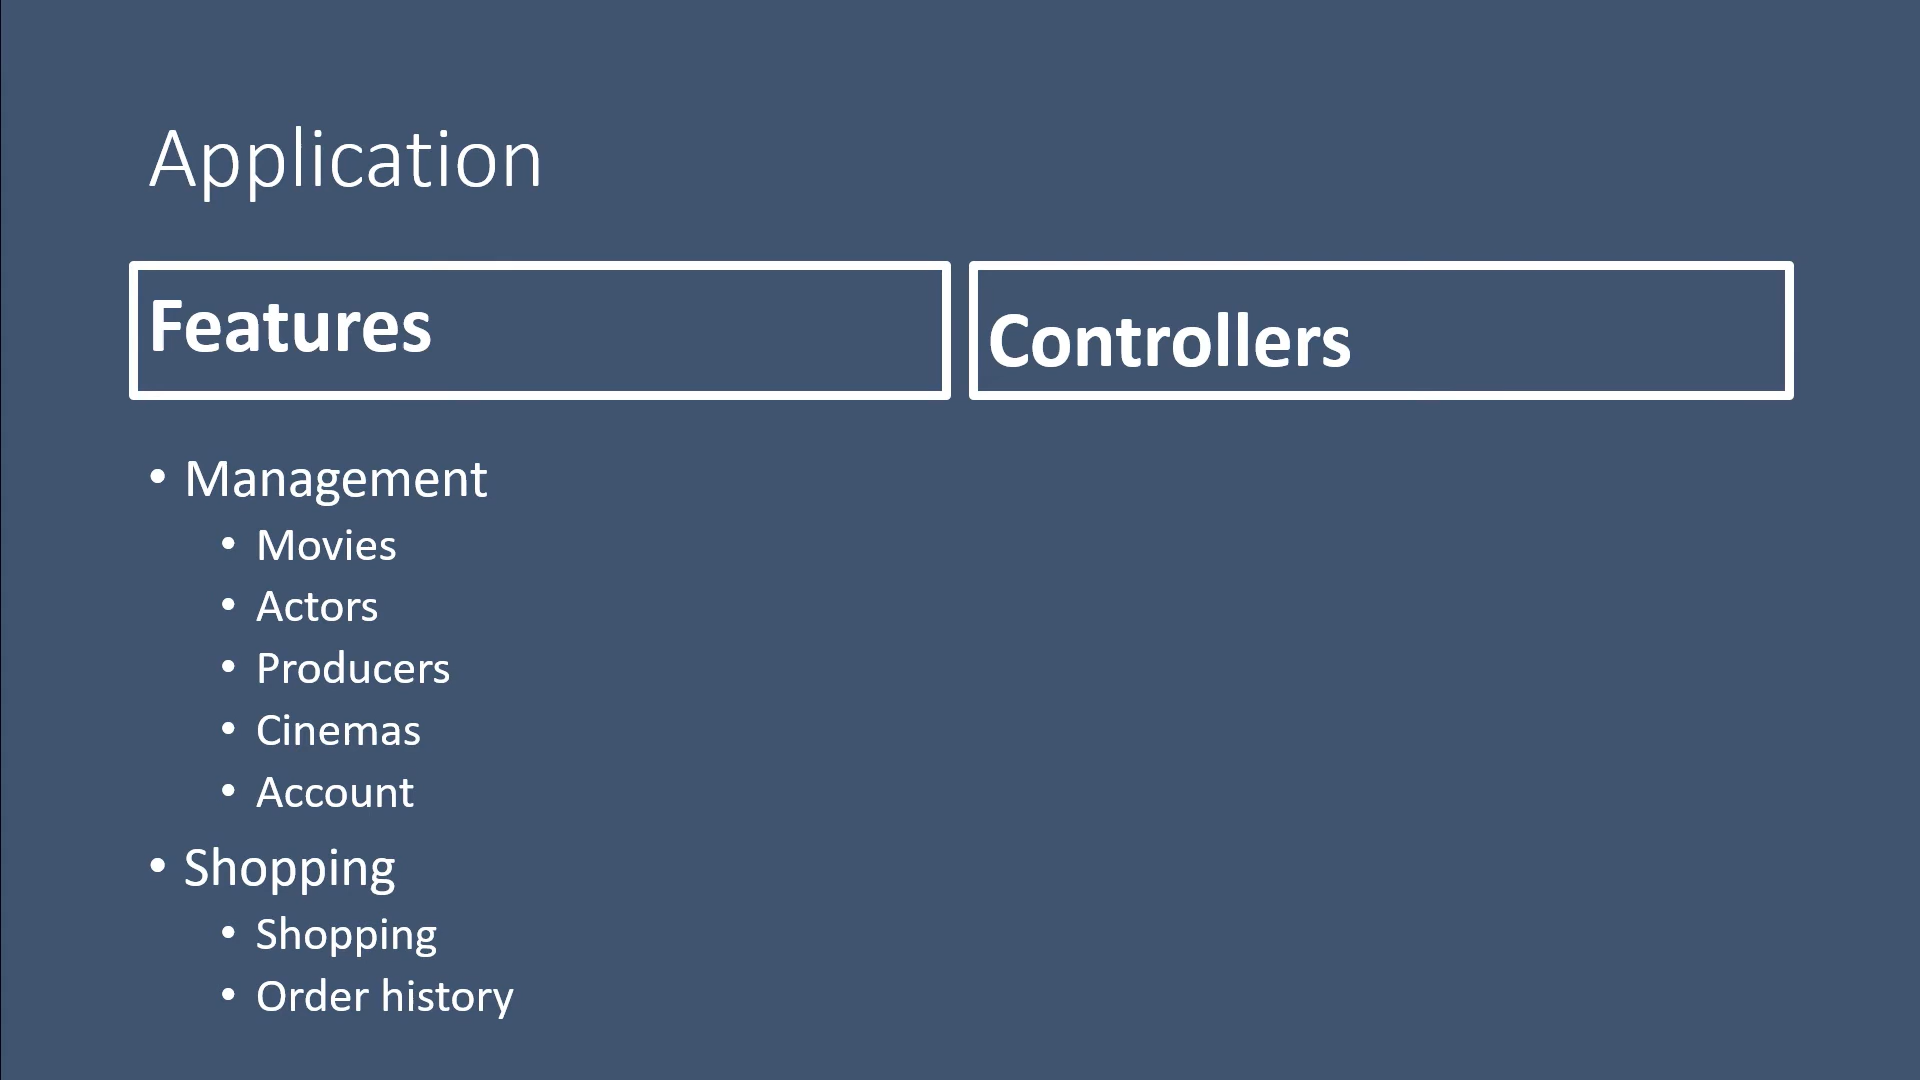 Application
Features
Controllers
• Management
• Movies
• Actors
• Producers
• Cinemas
• Account
• Shopping
• Shopping
• Order history